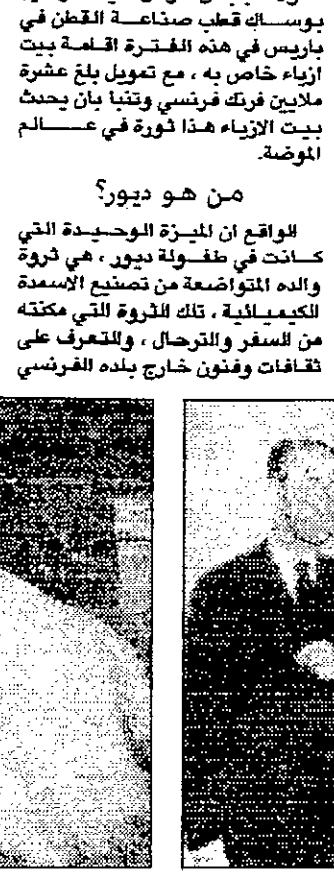 بوساك قطب صناعة القطن في
باريس في هذه الفترة اقامة بيت
ازياء خاص به ، مع تمويل بلغ عشرة
ملايين فرنك فرنسي وتنبا بان يحدث
بيت الازياء هذا ثورة في عالم
الموضة.
من هو ديور؟
الواقع ان الميزة الوحيدة التي
كانت في طفولة ديور ، هي ثروة
والده المتواضعة من تصنيع الاسمدة
الكيميائية ، تلك الثروة التي مكنته
من السفر والترحال ، وللتعرف على
ثقافات وفنون خارج بلده الفرنسي